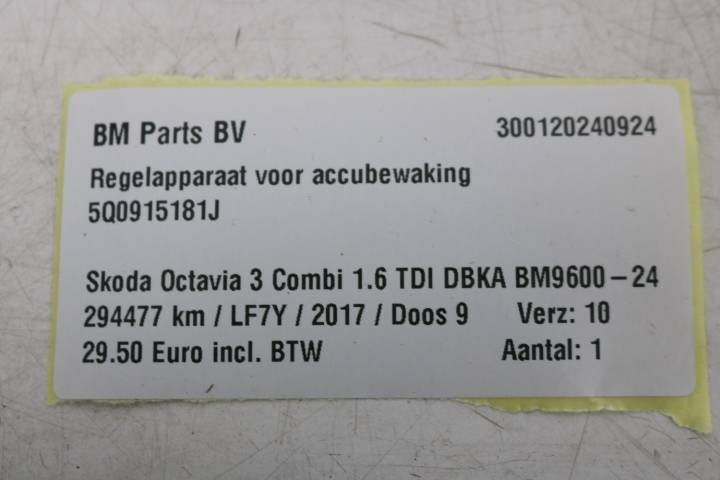 BM Parts BV 300120240924
Regelapparaat voor accubewaking
5Q0915181J
Skoda Octavia 3 Combi 1.6 TDI DBKA BM9600-24
294477 km / LF7Y / 2017 / Doos 9 Verz: 10
29.50 Euro incl. BTW Aantal: 1